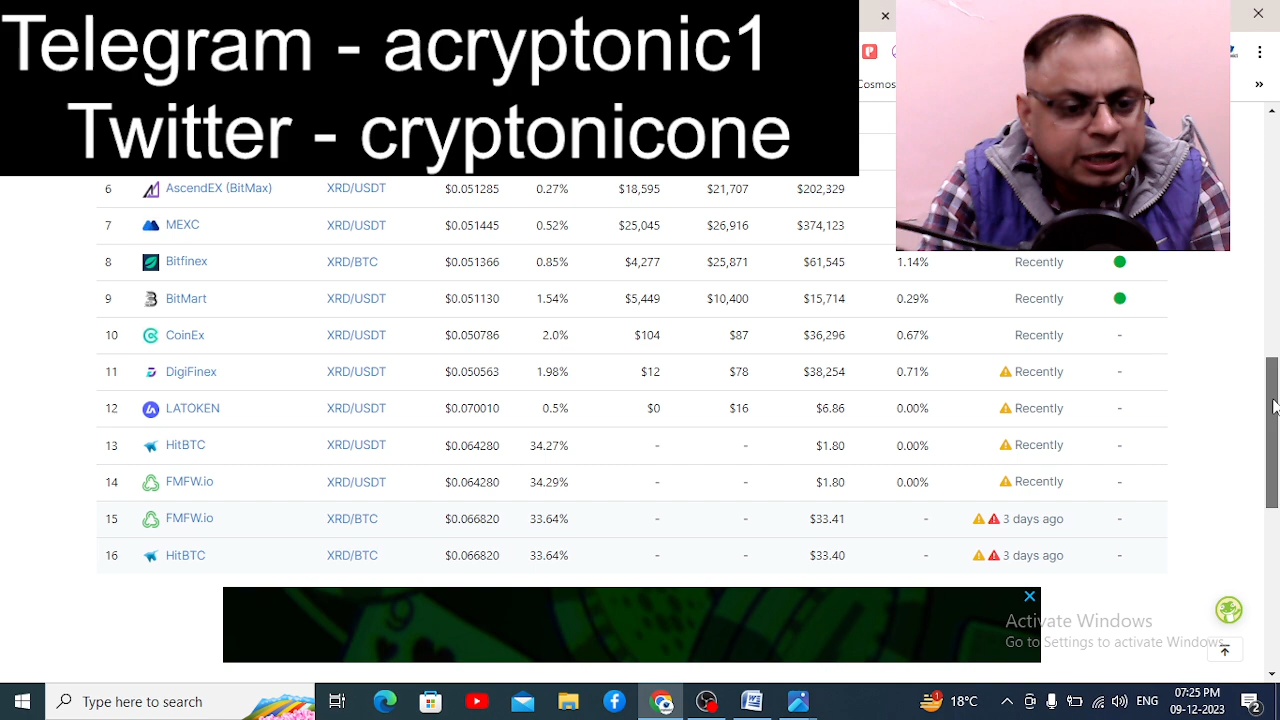 Telegram - acryptonic1
Twitter - cryptonicone
Cosmos
6 AscendEX (BitMax) XRD/USDT $0.051285 0.27% $18,595 $21,707 $202,329
7 MEXC XRD/USDT $0.051445 0.52% $25,045 $26,916 $374,123
8 Bitfinex XRD/BTC $0.051366 0.85% $4,277 $25,871 $61,545 1.14% Recently
9 BitMart XRD/USDT $0.051130 1.54% $5,449 $10,400 $15,714 0.29% Recently
10 CoinEx XRD/USDT $0.050786 2.0% $104 $87 $36,296 0.67% Recently -
11 DigiFinex XRD/USDT $0.050563 1.98% $12 $78 $38,254 0.71% Recently -
12 LATOKEN XRD/USDT $0.070010 0.5% $0 $16 $6.86 0.00% Recently -
13 HitBTC XRD/USDT $0.064280 34.27% - - $1.80 0.00% Recently -
14 FMFW.io XRD/USDT $0.064280 34.29% - - $1.80 0.00% Recently -
15 FMFW.io XRD/BTC $0.066820 33.64% - - $33.41 - 3 days ago -
16 HitBTC XRD/BTC $0.066820 33.64% - - $33.40 - 3 days ago -
Activate Windows
Go to Settings to activate Windows.
Type here to search
1 18°C 07:25 PM 2